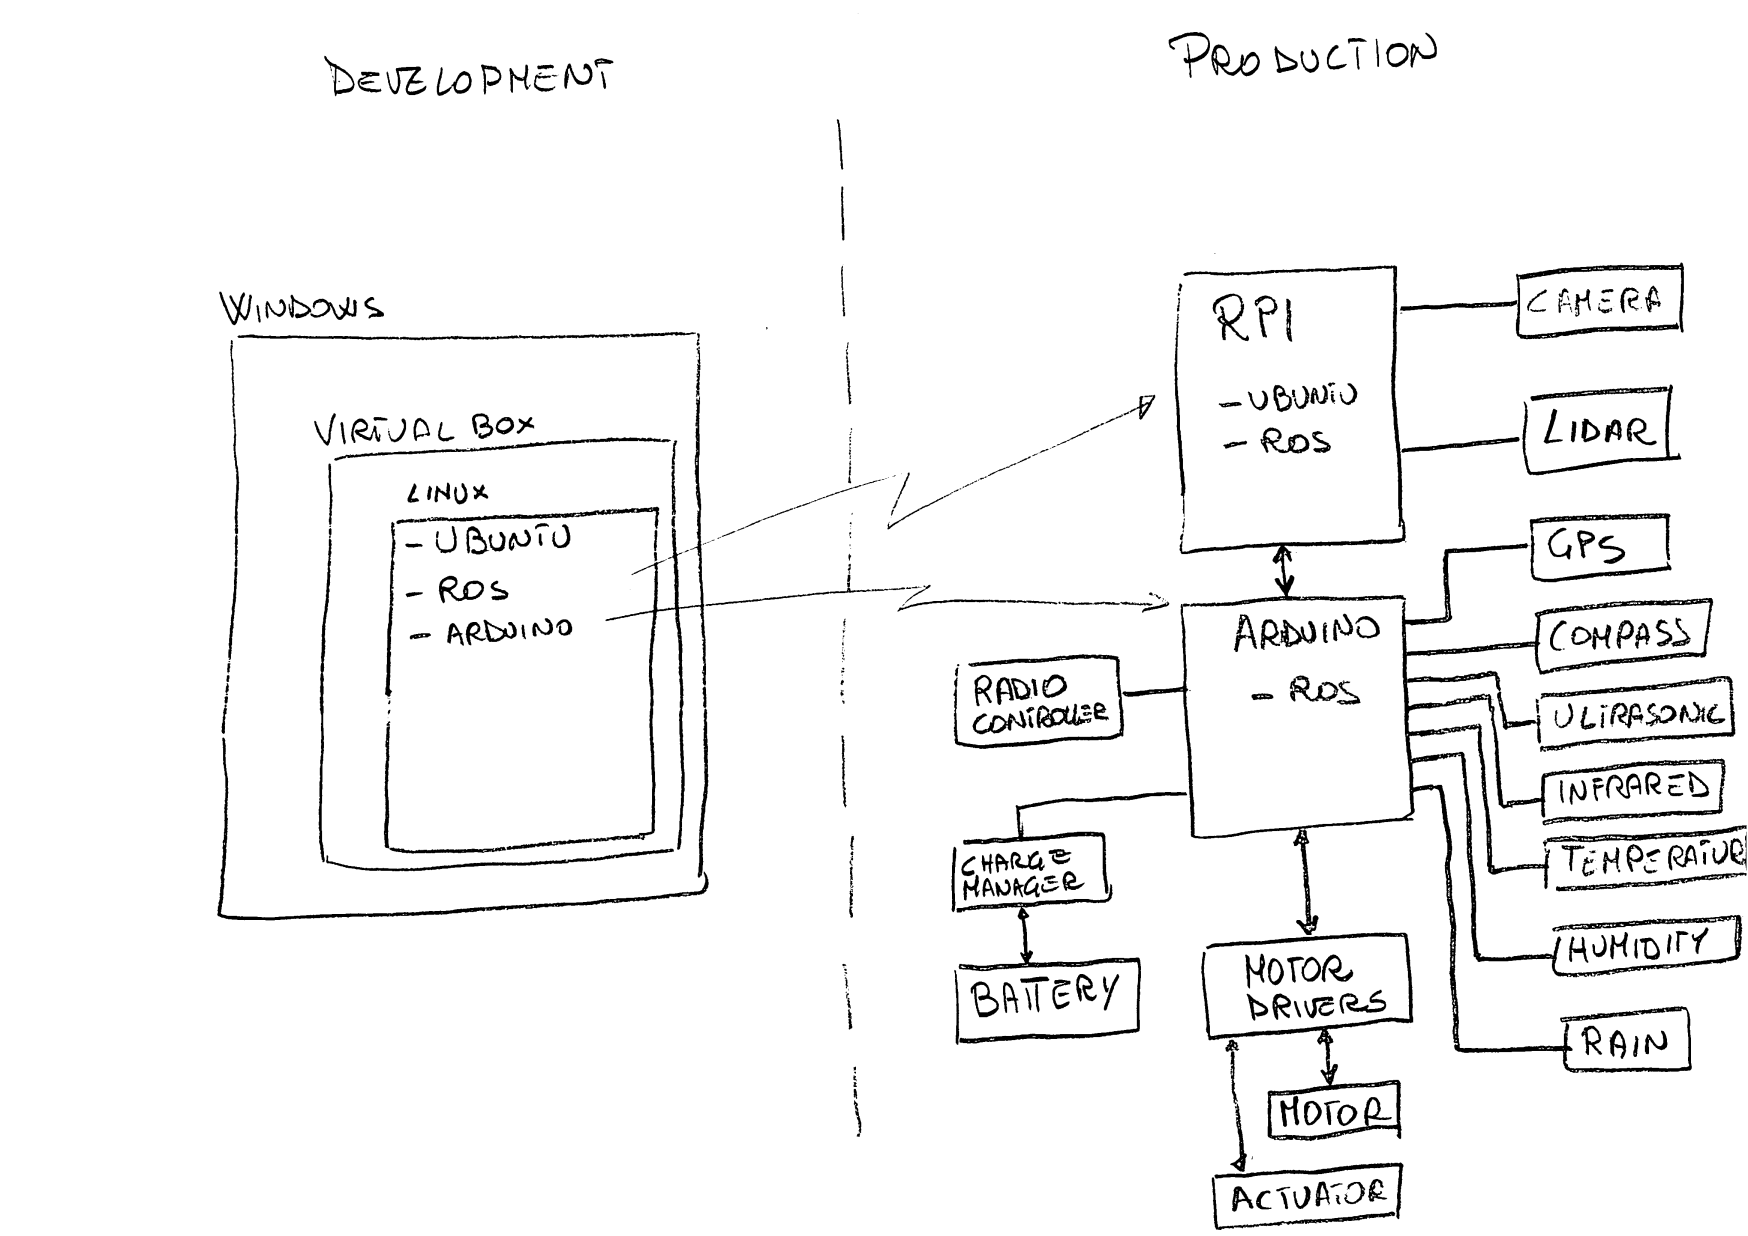 DEVELOPMENT
PRODUCTION
WINDOWS
VIRTUAL BOX
LINUX
- UBUNTU
- ROS
- ARDUINO
RPI
- UBUNTU
- ROS
CAMERA
LIDAR
GPS
ARDUINO
- ROS
COMPASS
RADIO
CONTROLLER
ULTRASONIC
INFRARED
TEMPERATUR
CHARGE
MANAGER
HUMIDITY
BATTERY
MOTOR
DRIVERS
RAIN
MOTOR
ACTUATOR